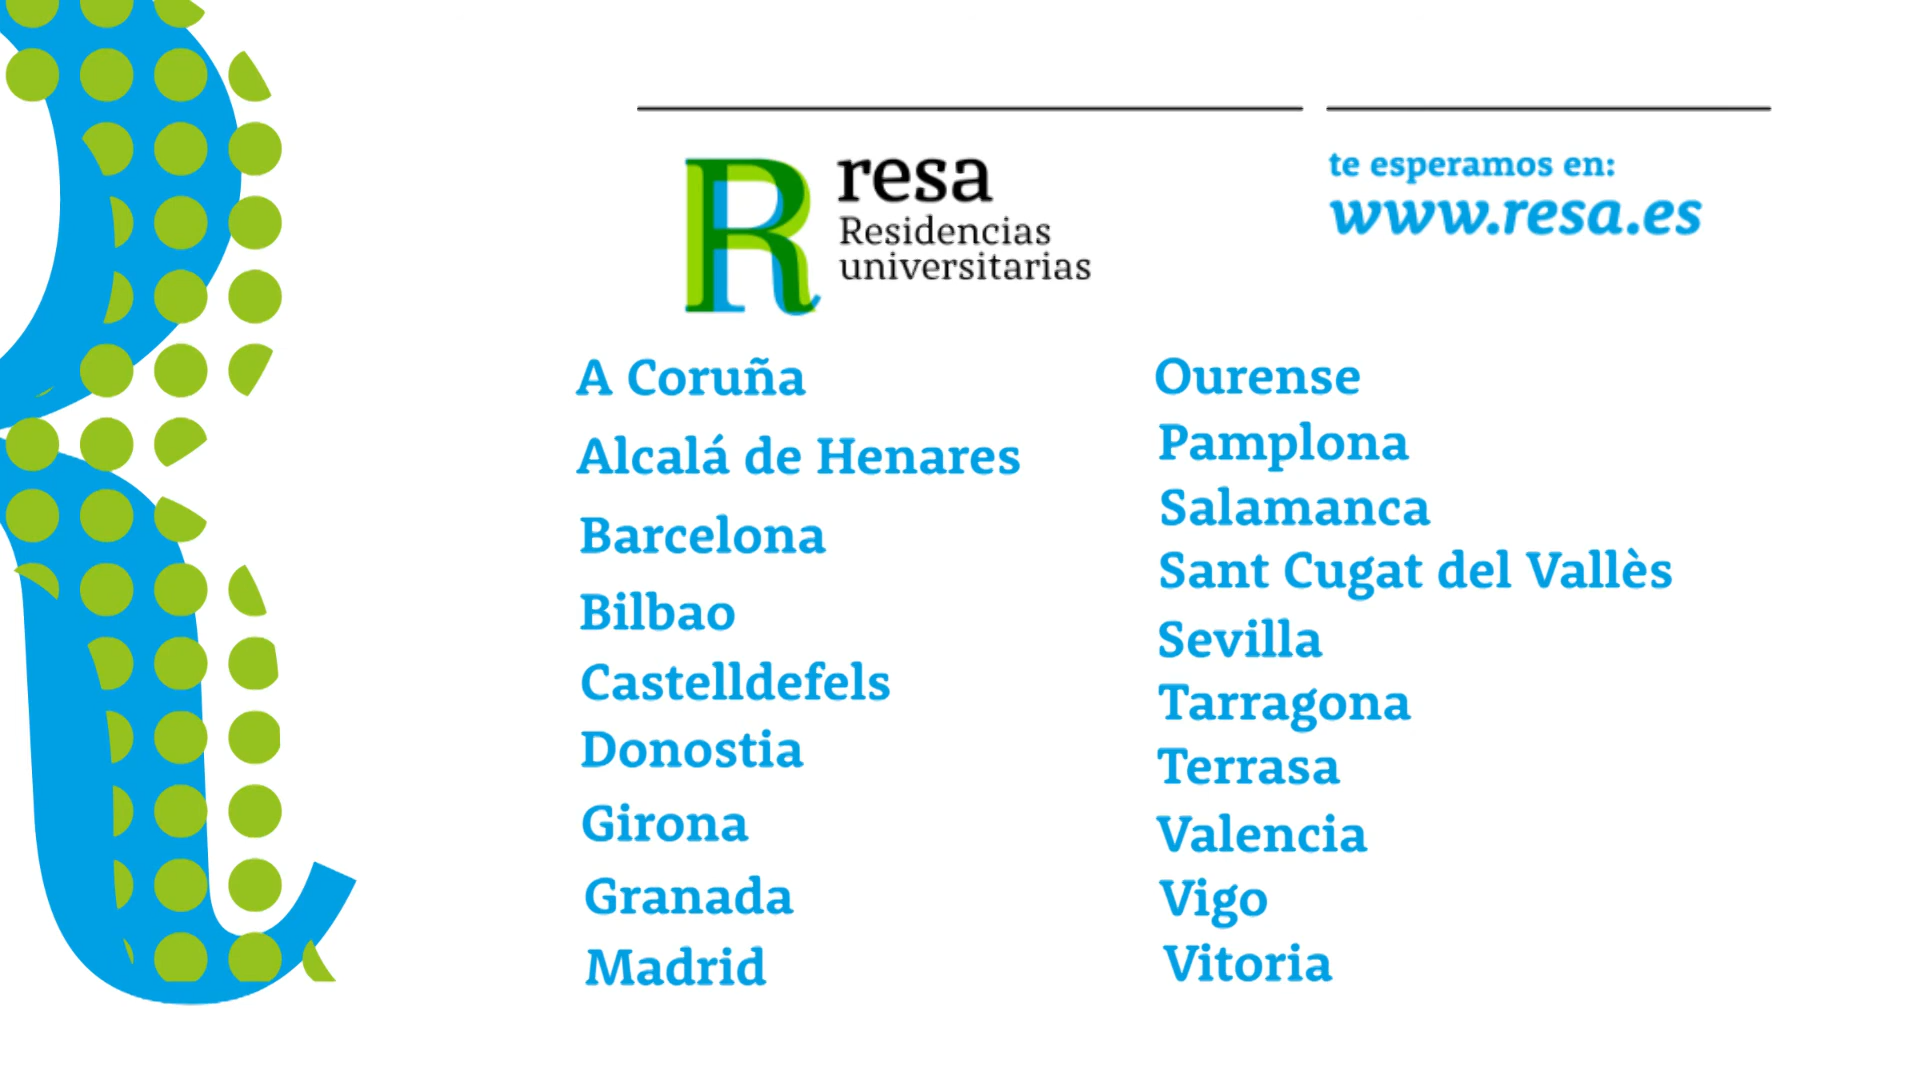 R resa
Residencias
universitarias
te esperamos en:
www.resa.es
A Coruña
Alcalá de Henares
Barcelona
Bilbao
Castelldefels
Donostia
Girona
Granada
Madrid
Ourense
Pamplona
Salamanca
Sant Cugat del Vallès
Sevilla
Tarragona
Terrasa
Valencia
Vigo
Vitoria